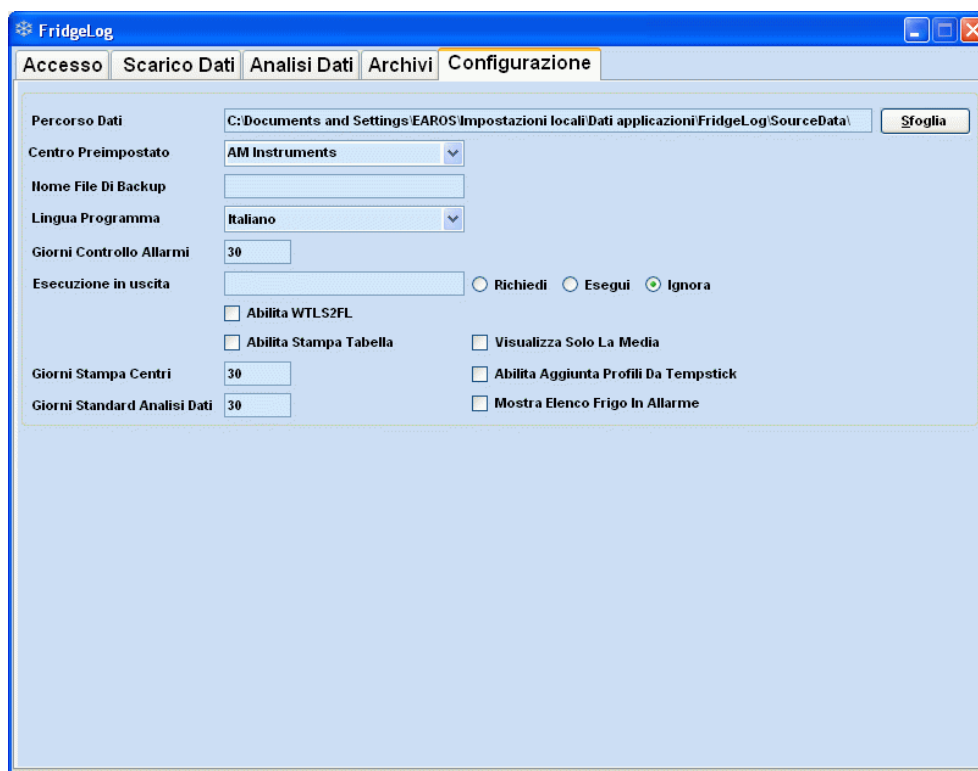 FridgeLog
Accesso Scarico Dati Analisi Dati Archivi Configurazione
Percorso Dati C:\Documents and Settings\EAROS\Impostazioni locali\Dati applicazioni\FridgeLog\SourceData\ Sfoglia
Centro Preimpostato AM Instruments
Nome File Di Backup
Lingua Programma Italiano
Giorni Controllo Allarmi 30
Esecuzione in uscita Richiedi Esegui Ignora
Abilita WTLS2FL
Abilita Stampa Tabella Visualizza Solo La Media
Giorni Stampa Centri 30 Abilita Aggiunta Profili Da Tempstick
Giorni Standard Analisi Dati 30 Mostra Elenco Frigo In Allarme